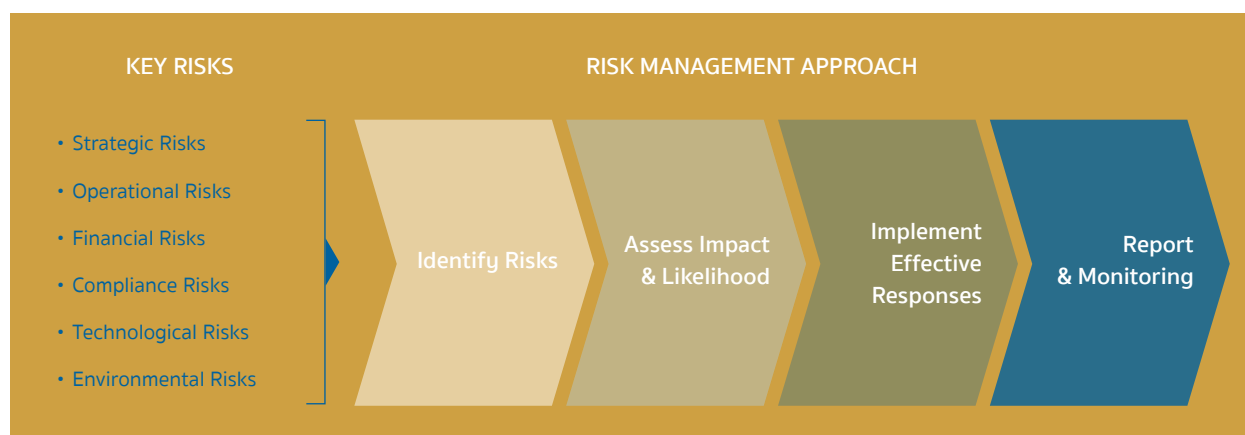 KEY RISKS
• Strategic Risks
• Operational Risks
• Financial Risks
• Compliance Risks
• Technological Risks
• Environmental Risks
RISK MANAGEMENT APPROACH
Identify Risks
Assess Impact
& Likelihood
Implement
Effective
Responses
Report
& Monitoring